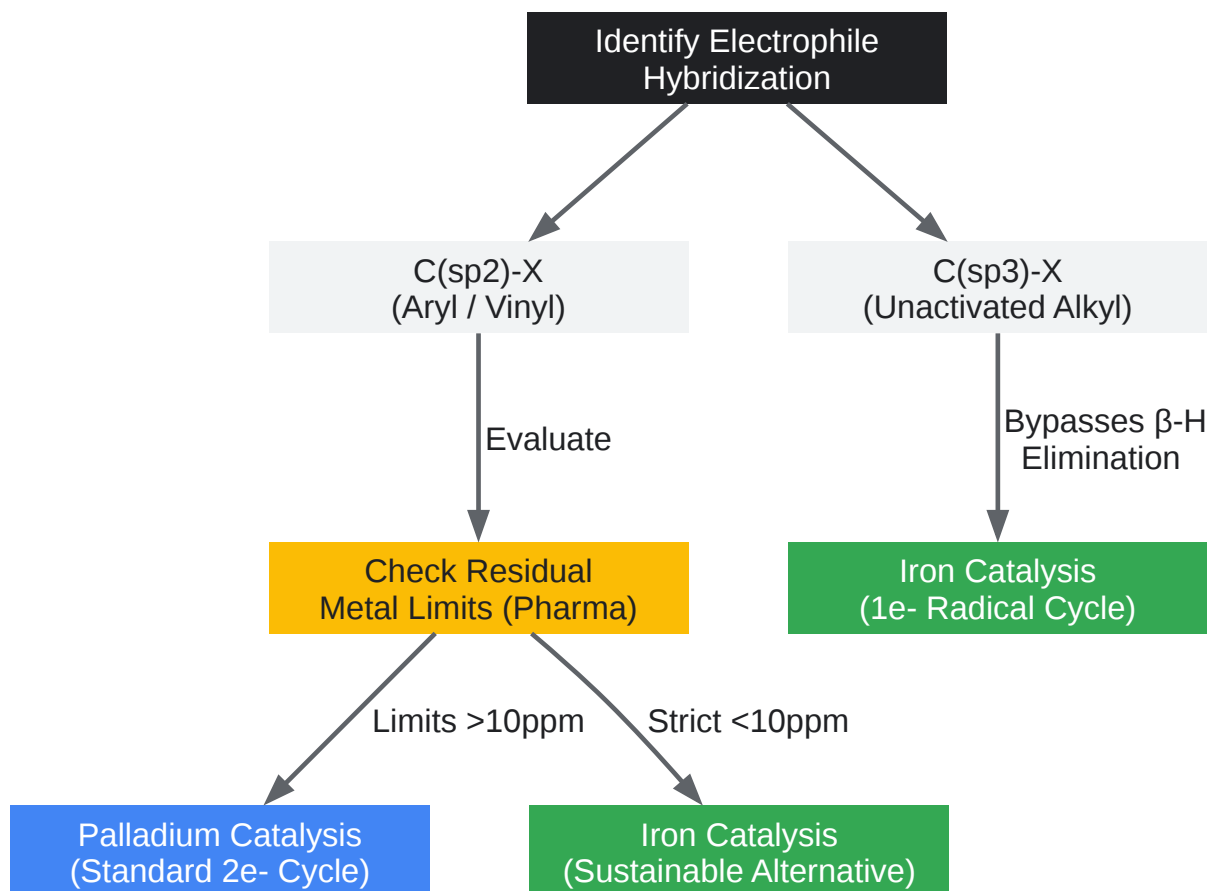 Identify Electrophile
Hybridization
C(sp2)-X
(Aryl / Vinyl)
C(sp3)-X
(Unactivated Alkyl)
Evaluate
Bypasses β-H
Elimination
Check Residual
Metal Limits (Pharma)
Iron Catalysis
(1e- Radical Cycle)
Limits >10ppm
Strict <10ppm
Palladium Catalysis
(Standard 2e- Cycle)
Iron Catalysis
(Sustainable Alternative)